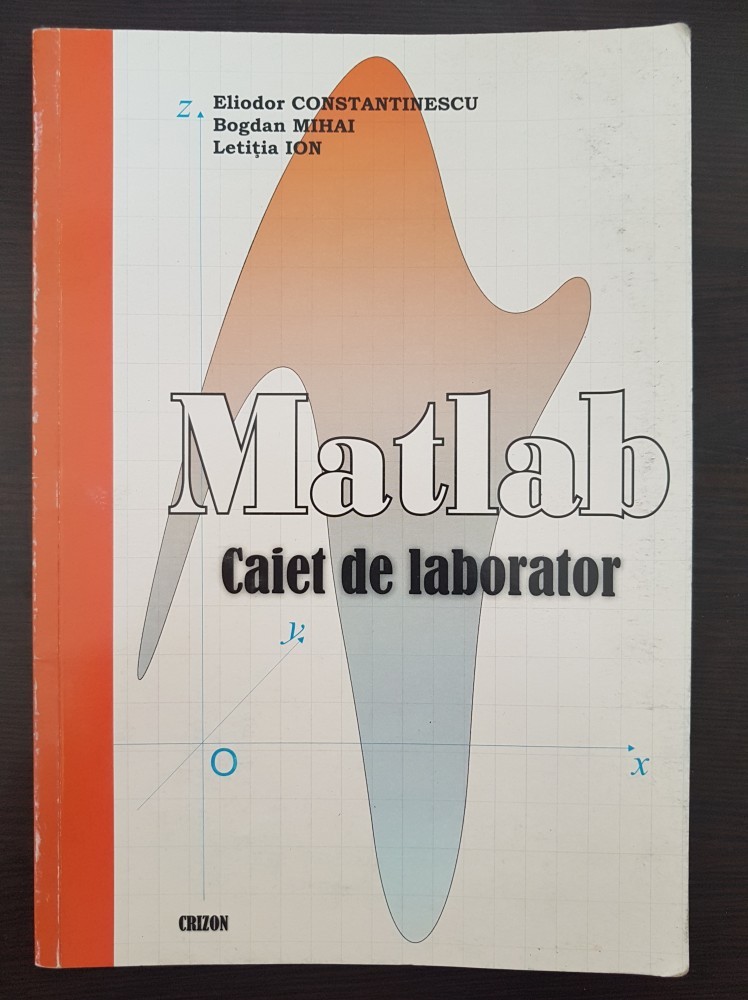 z
Eliodor CONSTANTINESCU
Bogdan MIHAI
Letiția ION
Matlab
Caiet de laborator
y
O
x
CRIZON